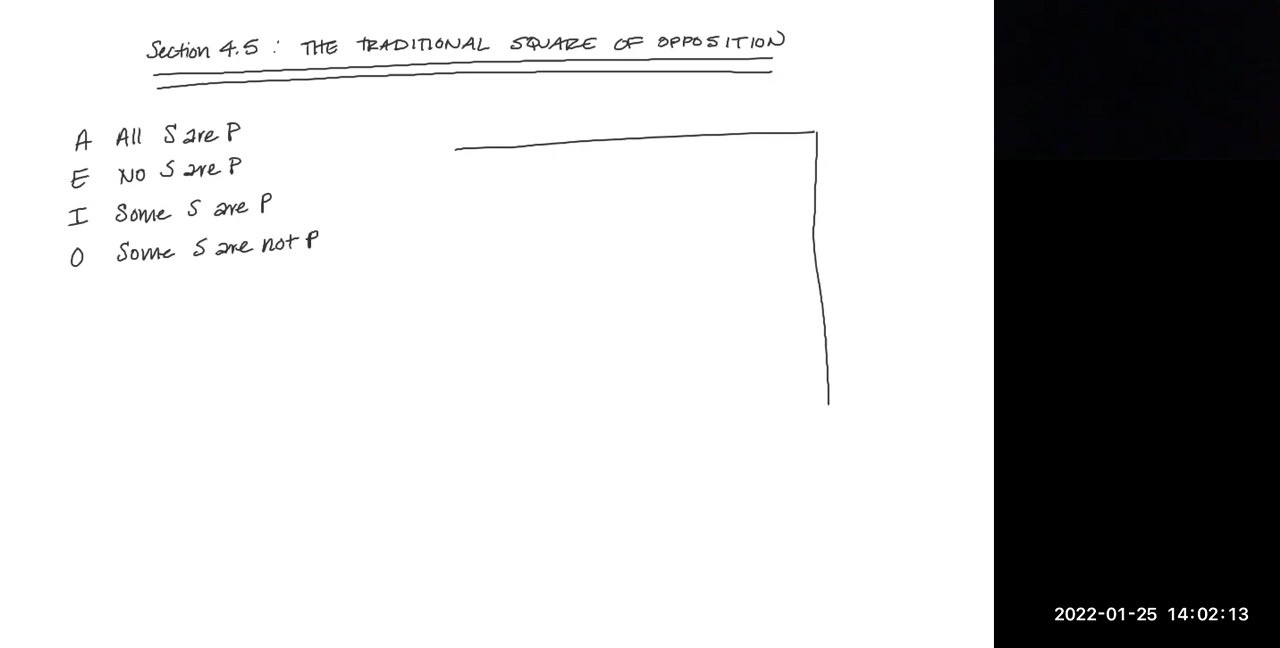 Section 4.5 : THE TRADITIONAL SQUARE OF OPPOSITION
A All S are P
E No S are P
I Some S are P
O Some S are not P
2022-01-25 14:02:13